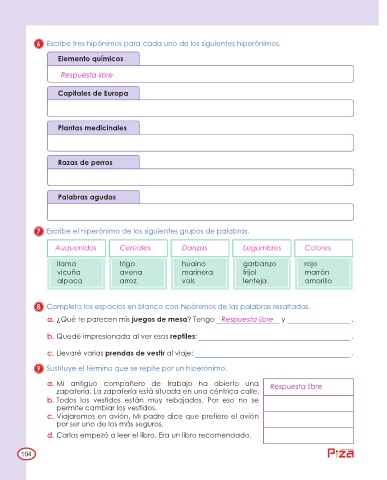 6 Escribe tres hipónimos para cada uno de los siguientes hiperónimos.
Elemento químicos
Respuesta libre
Capitales de Europa
Plantas medicinales
Razas de perros
Palabras agudas
7 Escribe el hiperónimo de los siguientes grupos de palabras.
Auquenidos Cereales Danzas Legumbres Colores
llamo trigo huaino garbanzo rojo
vicuña avena marinera frijol marrón
alpaca arroz vals lenteja amarillo
8 Completa los espacios en blanco con hipónimos de las palabras resaltadas.
a. ¿Qué te parecen mis juegos de mesa? Tengo Respuesta libre y ________________ .
b. Quedé impresionada al ver esos reptiles: ________________ .
c. Llevaré varias prendas de vestir al viaje: ________________ .
9 Sustituye el término que se repite por un hiperónimo.
a. Mi antiguo compañero de trabajo ha abierto una Respuesta libre
zapatería. La zapatería está situada en una céntrica calle.
b. Todos los vestidos están muy rebajados. Por eso no se
permite cambiar los vestidos.
c. Viajaremos en avión. Mi padre dice que prefiere el avión
por ser uno de los más seguros.
d. Carlos empezó a leer el libro. Era un libro recomendado.
104